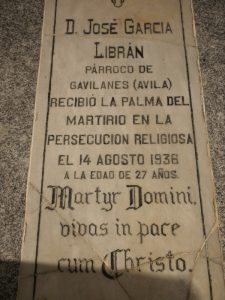 D. JOSÉ GARCIA
LIBRÁN
PÁRROCO DE
GAVILANES (AVILA)
RECIBIÓ LA PALMA DEL
MARTIRIO EN LA
PERSECUCION RELIGIOSA
EL 14 AGOSTO 1936
A LA EDAD DE 27 AÑOS.
Martyr Domini,
vivas in pace
cum Christo.